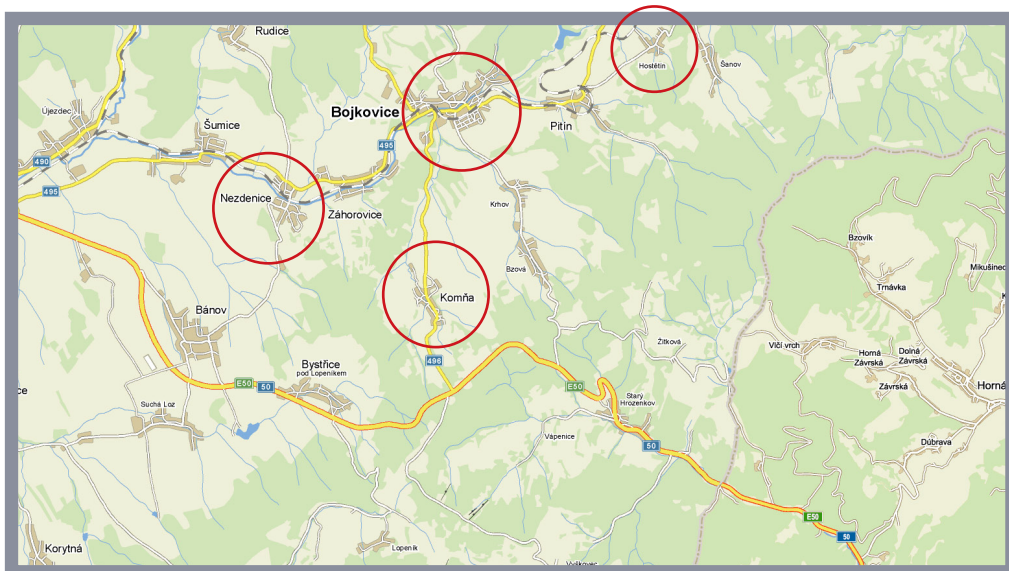 Rudice
Hostětín
Šanov
Újezdec
Bojkovice
Šumice
Pitín
495
490
495
Nezdenice
Záhorovice
Krhov
Bzovík
Bzová
Mikušinec
Komňa
Trnávka
Bánov
Žítková
Vlčí vrch
Horná
Závrská
Dolná
Závrská
496
Bystřice
pod Lopeníkem
E50
50
E50
Závrská
Horná
Starý
Hrozenkov
Suchá Loz
Vápenice
50
Dúbrava
E50
50
Korytná
Lopeník
Vyškovec